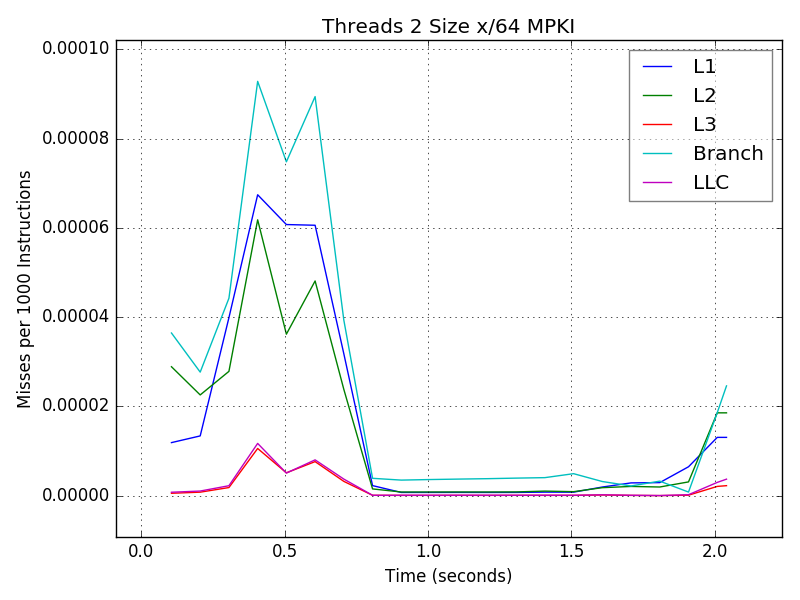 Threads 2 Size x/64 MPKI
0.00010
0.00008
0.00006
0.00004
0.00002
0.00000
Misses per 1000 Instructions
L1
L2
L3
Branch
LLC
0.0 0.5 1.0 1.5 2.0
Time (seconds)